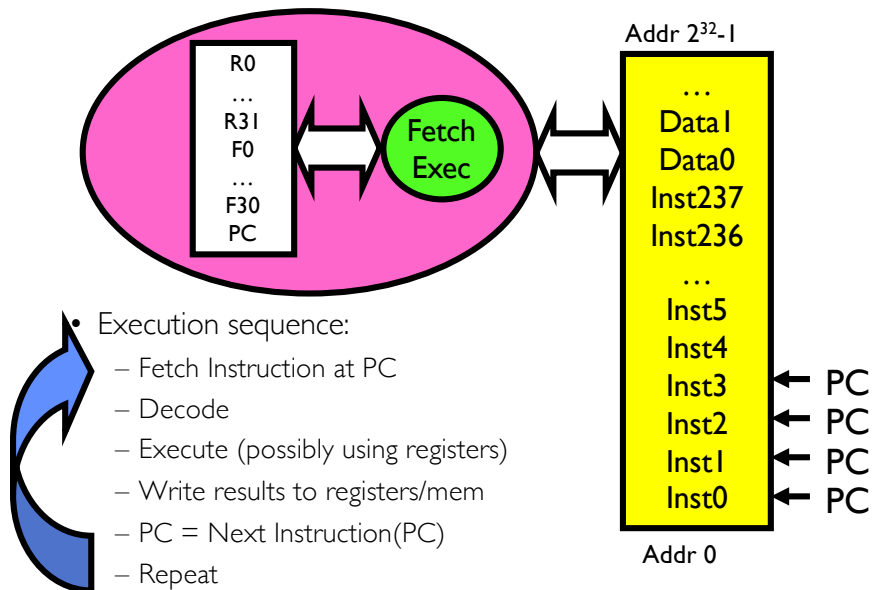 R0
…
R31
F0
…
F30
PC
Fetch
Exec
Addr 2³²-1
…
Data1
Data0
Inst237
Inst236
…
Inst5
Inst4
Inst3
Inst2
Inst1
Inst0
PC
PC
PC
PC
Addr 0
• Execution sequence:
– Fetch Instruction at PC
– Decode
– Execute (possibly using registers)
– Write results to registers/mem
– PC = Next Instruction(PC)
– Repeat